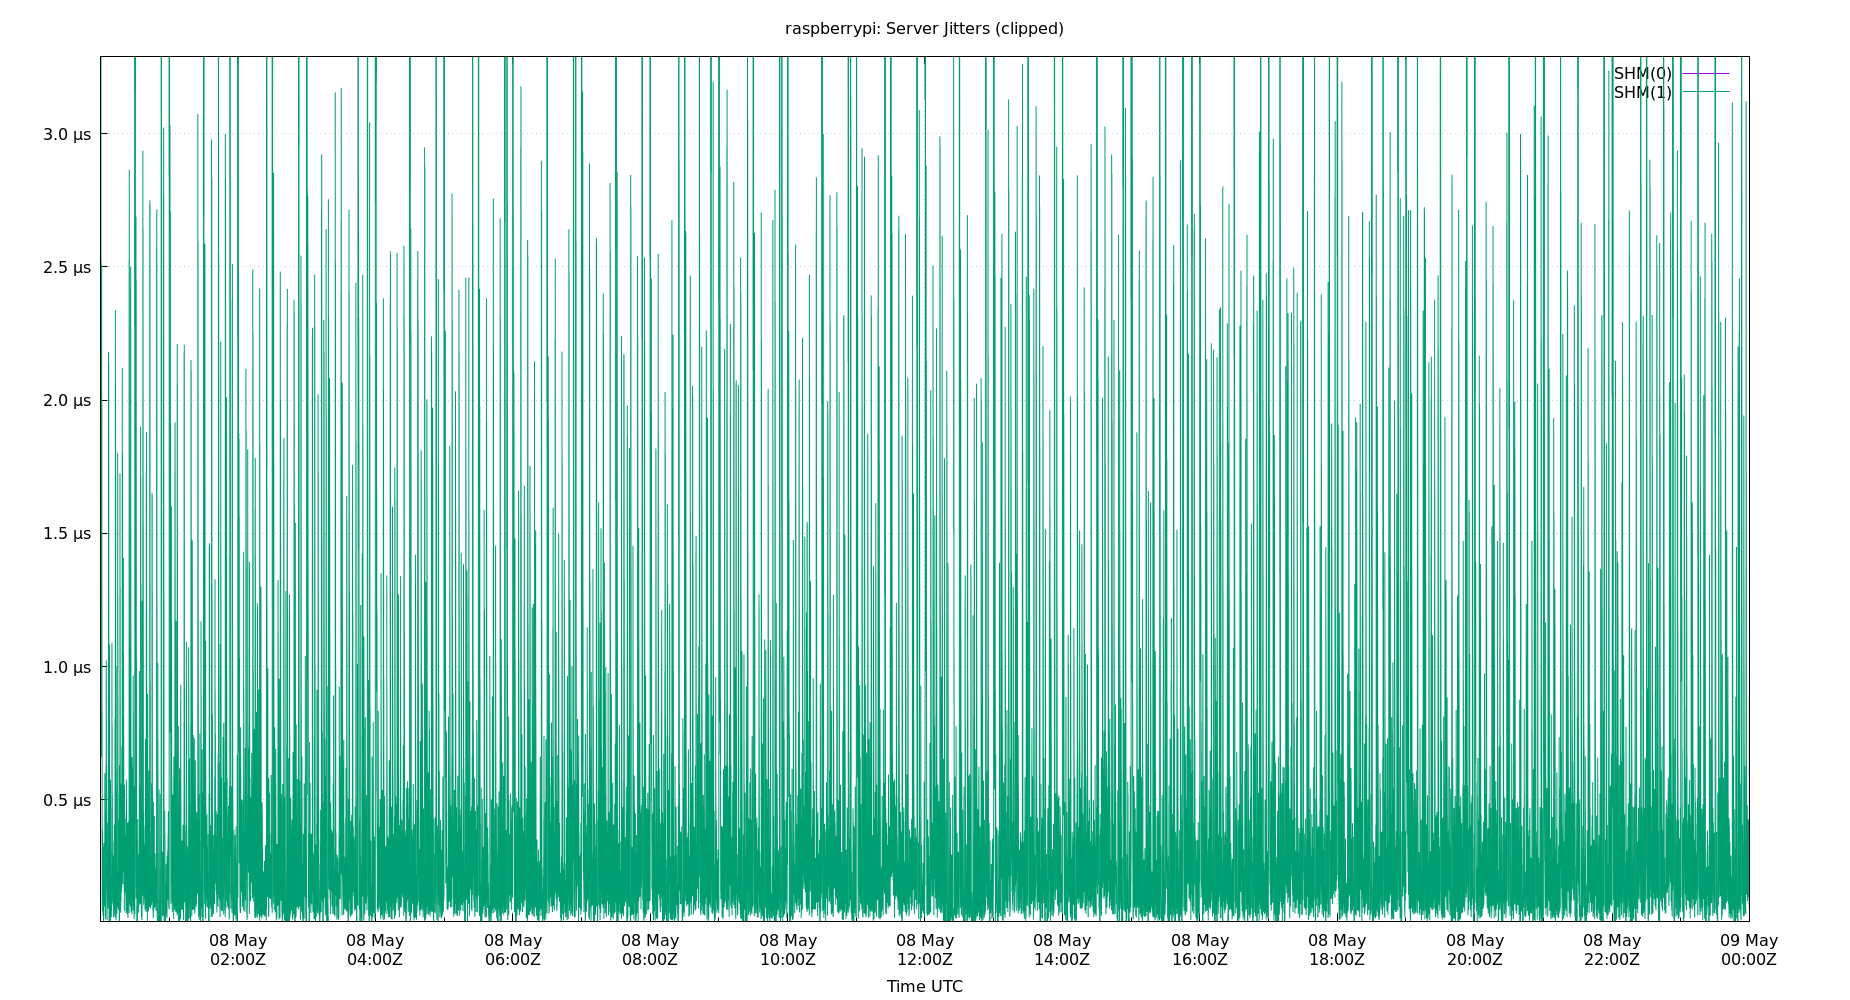 raspberrypi: Server Jitters (clipped)
SHM(0)
SHM(1)
3.0 µs
2.5 µs
2.0 µs
1.5 µs
1.0 µs
0.5 µs
08 May 08 May 08 May 08 May 08 May 08 May 08 May 08 May 08 May 08 May 08 May 09 May
02:00Z 04:00Z 06:00Z 08:00Z 10:00Z 12:00Z 14:00Z 16:00Z 18:00Z 20:00Z 22:00Z 00:00Z
Time UTC